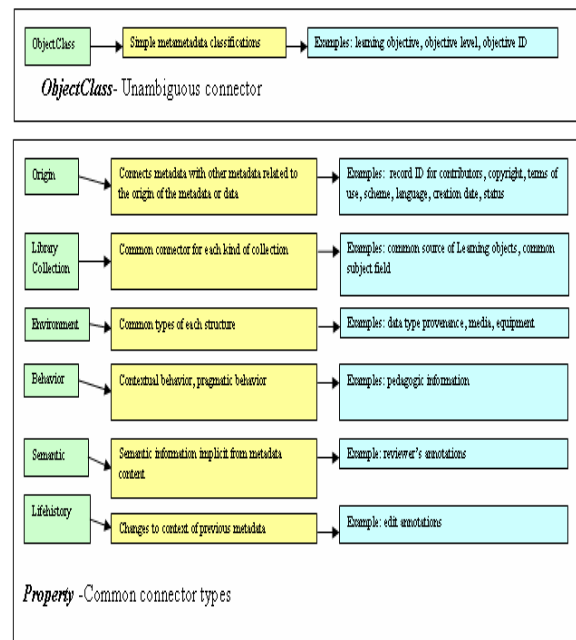 ObjectClass
Simple metametadata classifications
Examples: learning objective, objective level, objective ID
ObjectClass- Unambiguous connector
Origin
Connects metadata with other metadata related to
the origin of the metadata or data
Examples: record ID for contributors, copyright, terms of
use, scheme, language, creation date, status
Library
Collection
Common connector for each kind of collection
Examples: common source of Learning objects, common
subject field
Environment
Common types of each structure
Examples: data type provenance, media, equipment
Behavior
Contextual behavior, pragmatic behavior
Examples: pedagogic information
Semantic
Semantic information implicit from metadata
content
Example: reviewer's annotations
Lifehistory
Changes to context of previous metadata
Example: edit annotations
Property -Common connector types